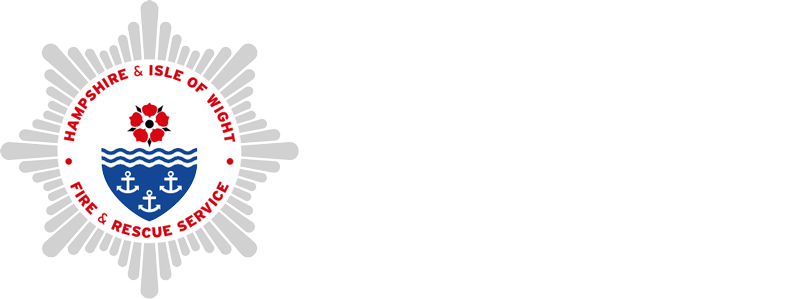 HAMPSHIRE & ISLE OF WIGHT
FIRE & RESCUE SERVICE